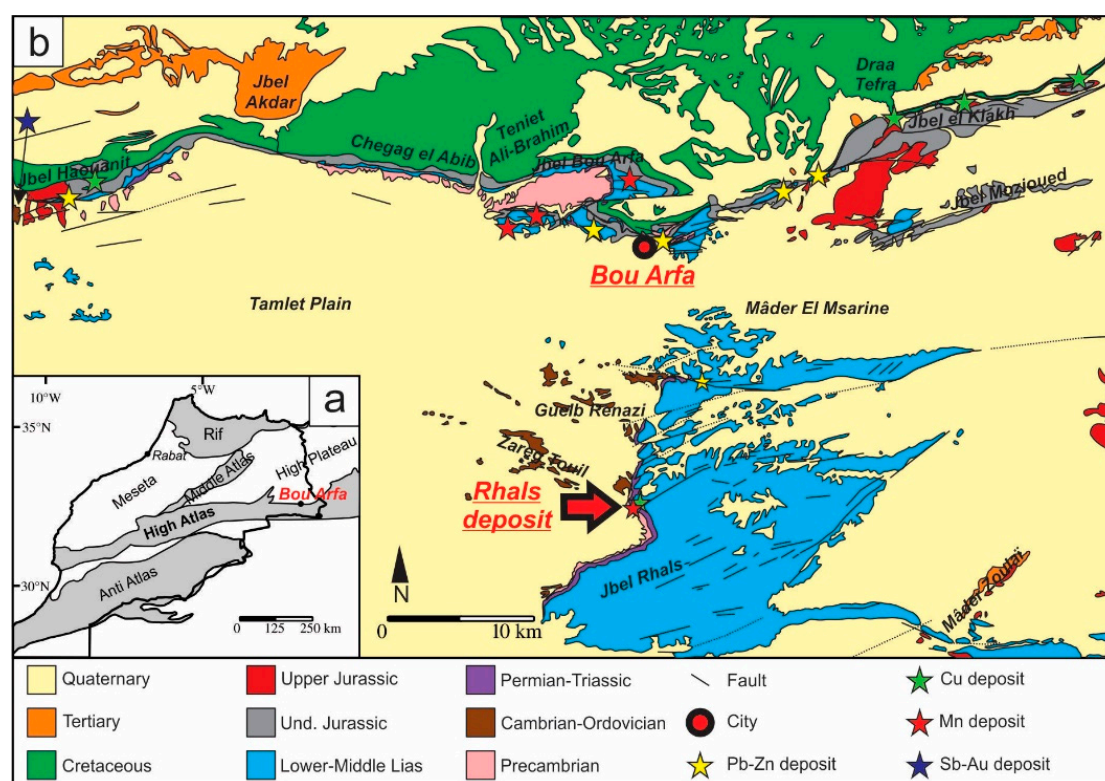 b
Jbel
Akdar
Draa
Tefra
Chegag el Abib
Teniet
Ali-Brahim
Jbel Haouanit
Jbel Bou Arfa
Jbel el Klakh
Jbel Mozioued
Bou Arfa
Tamlet Plain
Mâder El Msarine
a
10°W
5°W
35°N
30°N
Rif
Rabat
Meseta
Middle Atlas
High Plateau
Bou Arfa
High Atlas
Anti Atlas
0 125 250 km
Guelb Renazi
Zareg Touil
Rhals
deposit
Jbel Rhals
Mâder Zoulaï
N
0 10 km
Quaternary
Upper Jurassic
Permian-Triassic
Fault
Cu deposit
Tertiary
Und. Jurassic
Cambrian-Ordovician
City
Mn deposit
Cretaceous
Lower-Middle Lias
Precambrian
Pb-Zn deposit
Sb-Au deposit